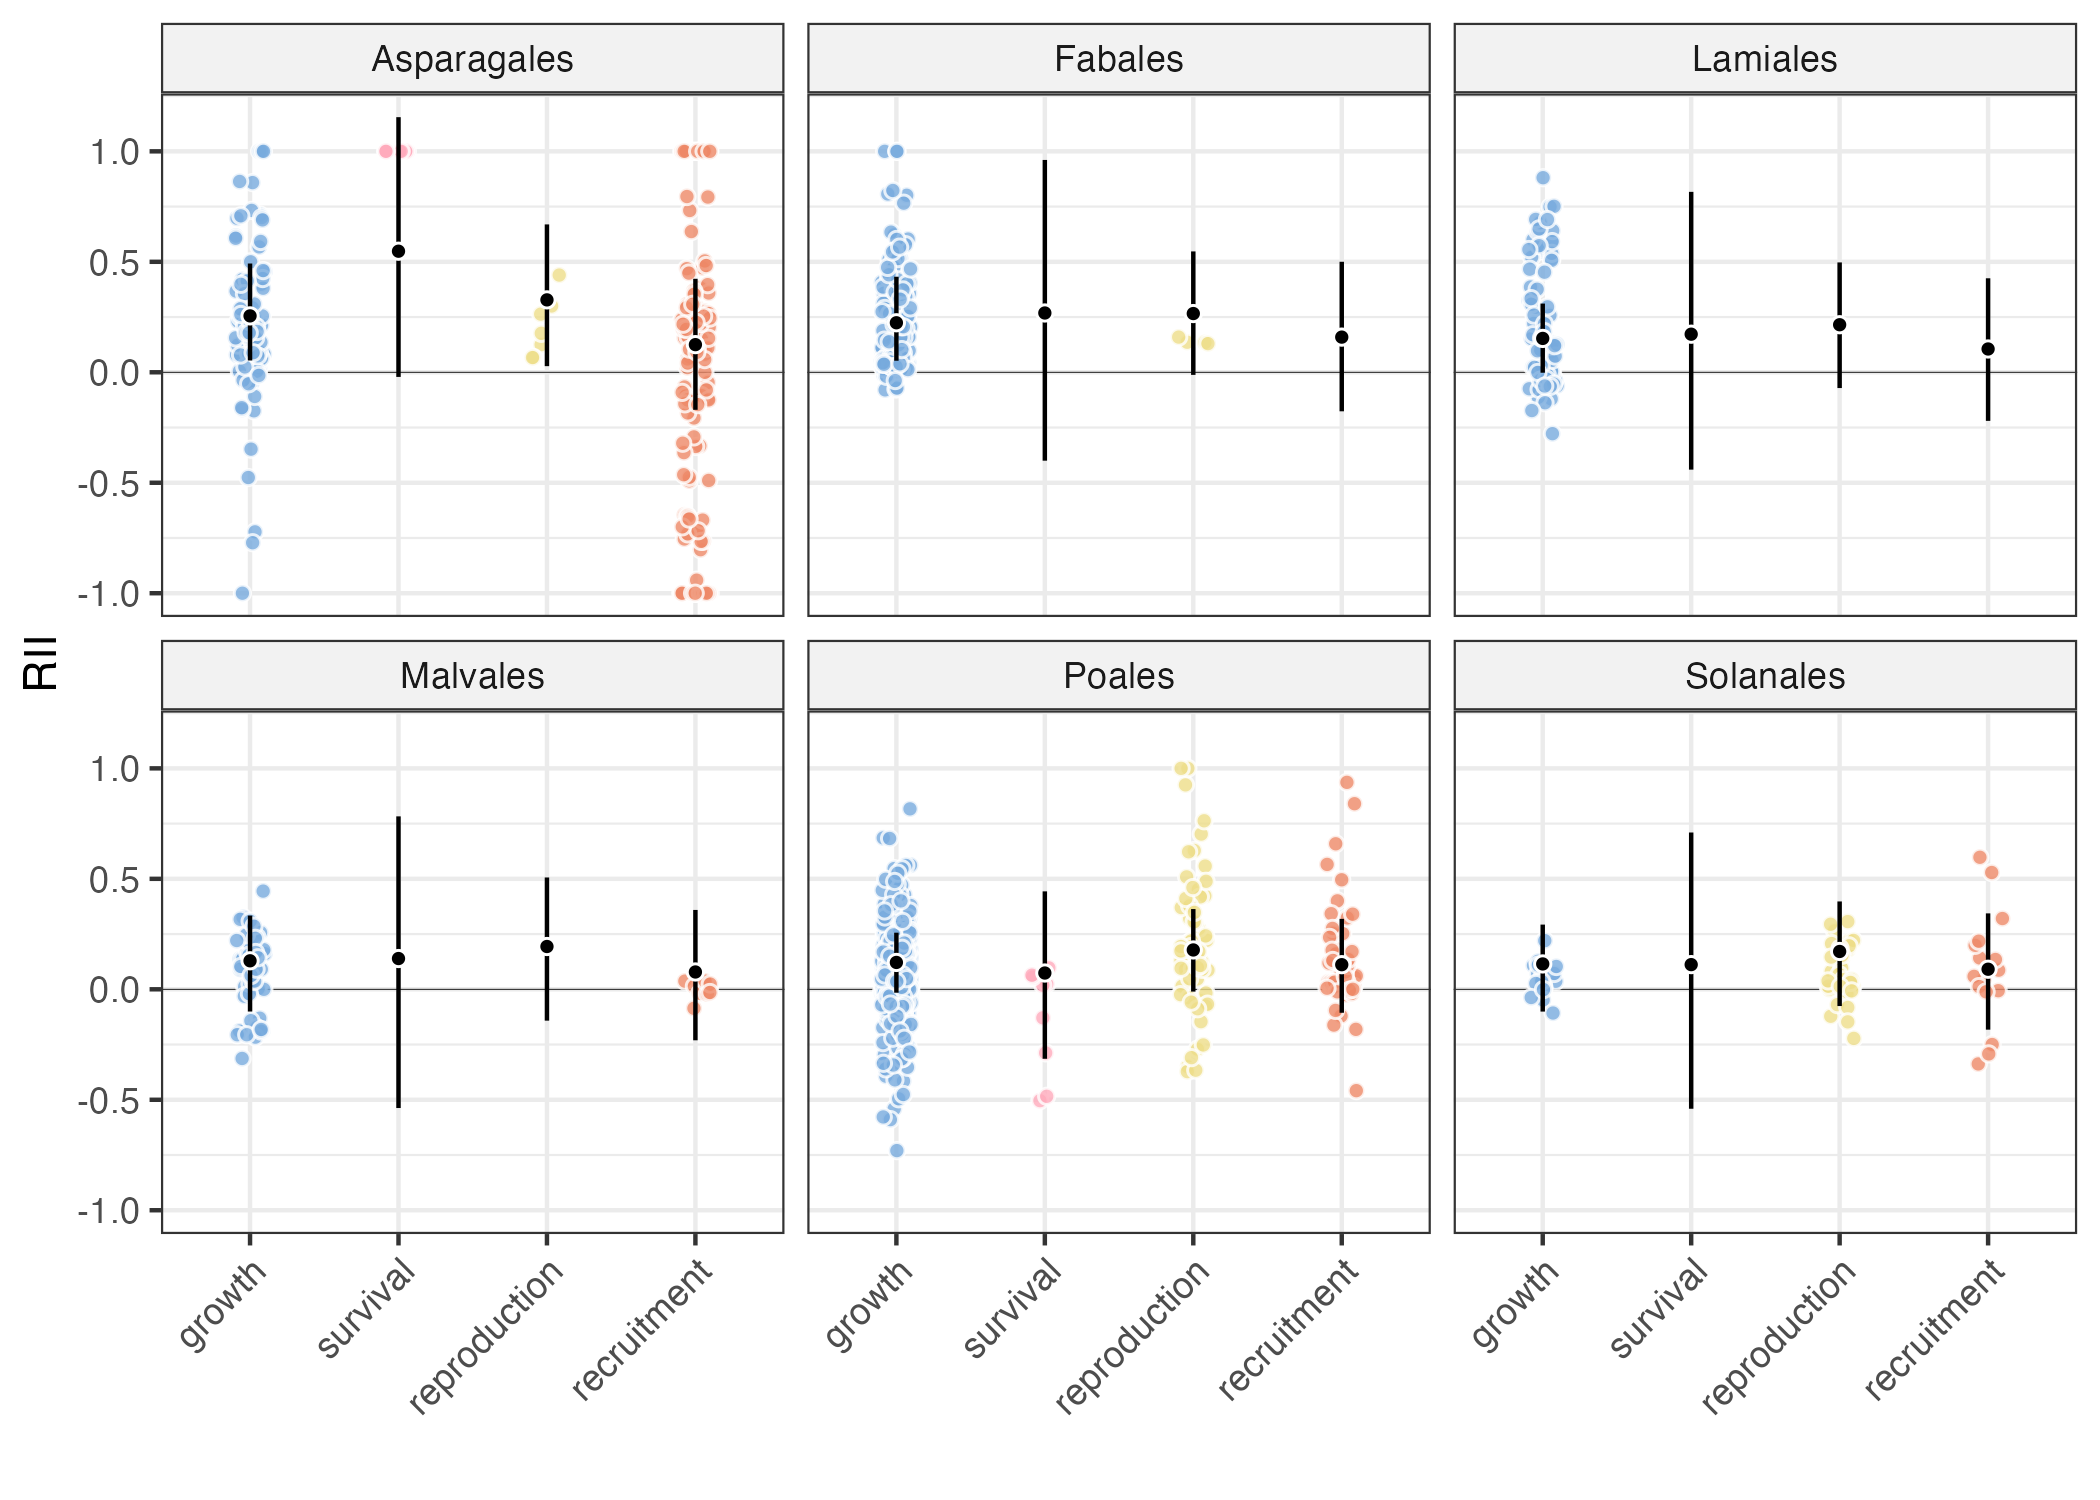 Asparagales Fabales Lamiales
1.0
0.5
0.0
-0.5
-1.0
RII
Malvales Poales Solanales
1.0
0.5
0.0
-0.5
-1.0
growth survival reproduction recruitment growth survival reproduction recruitment growth survival reproduction recruitment